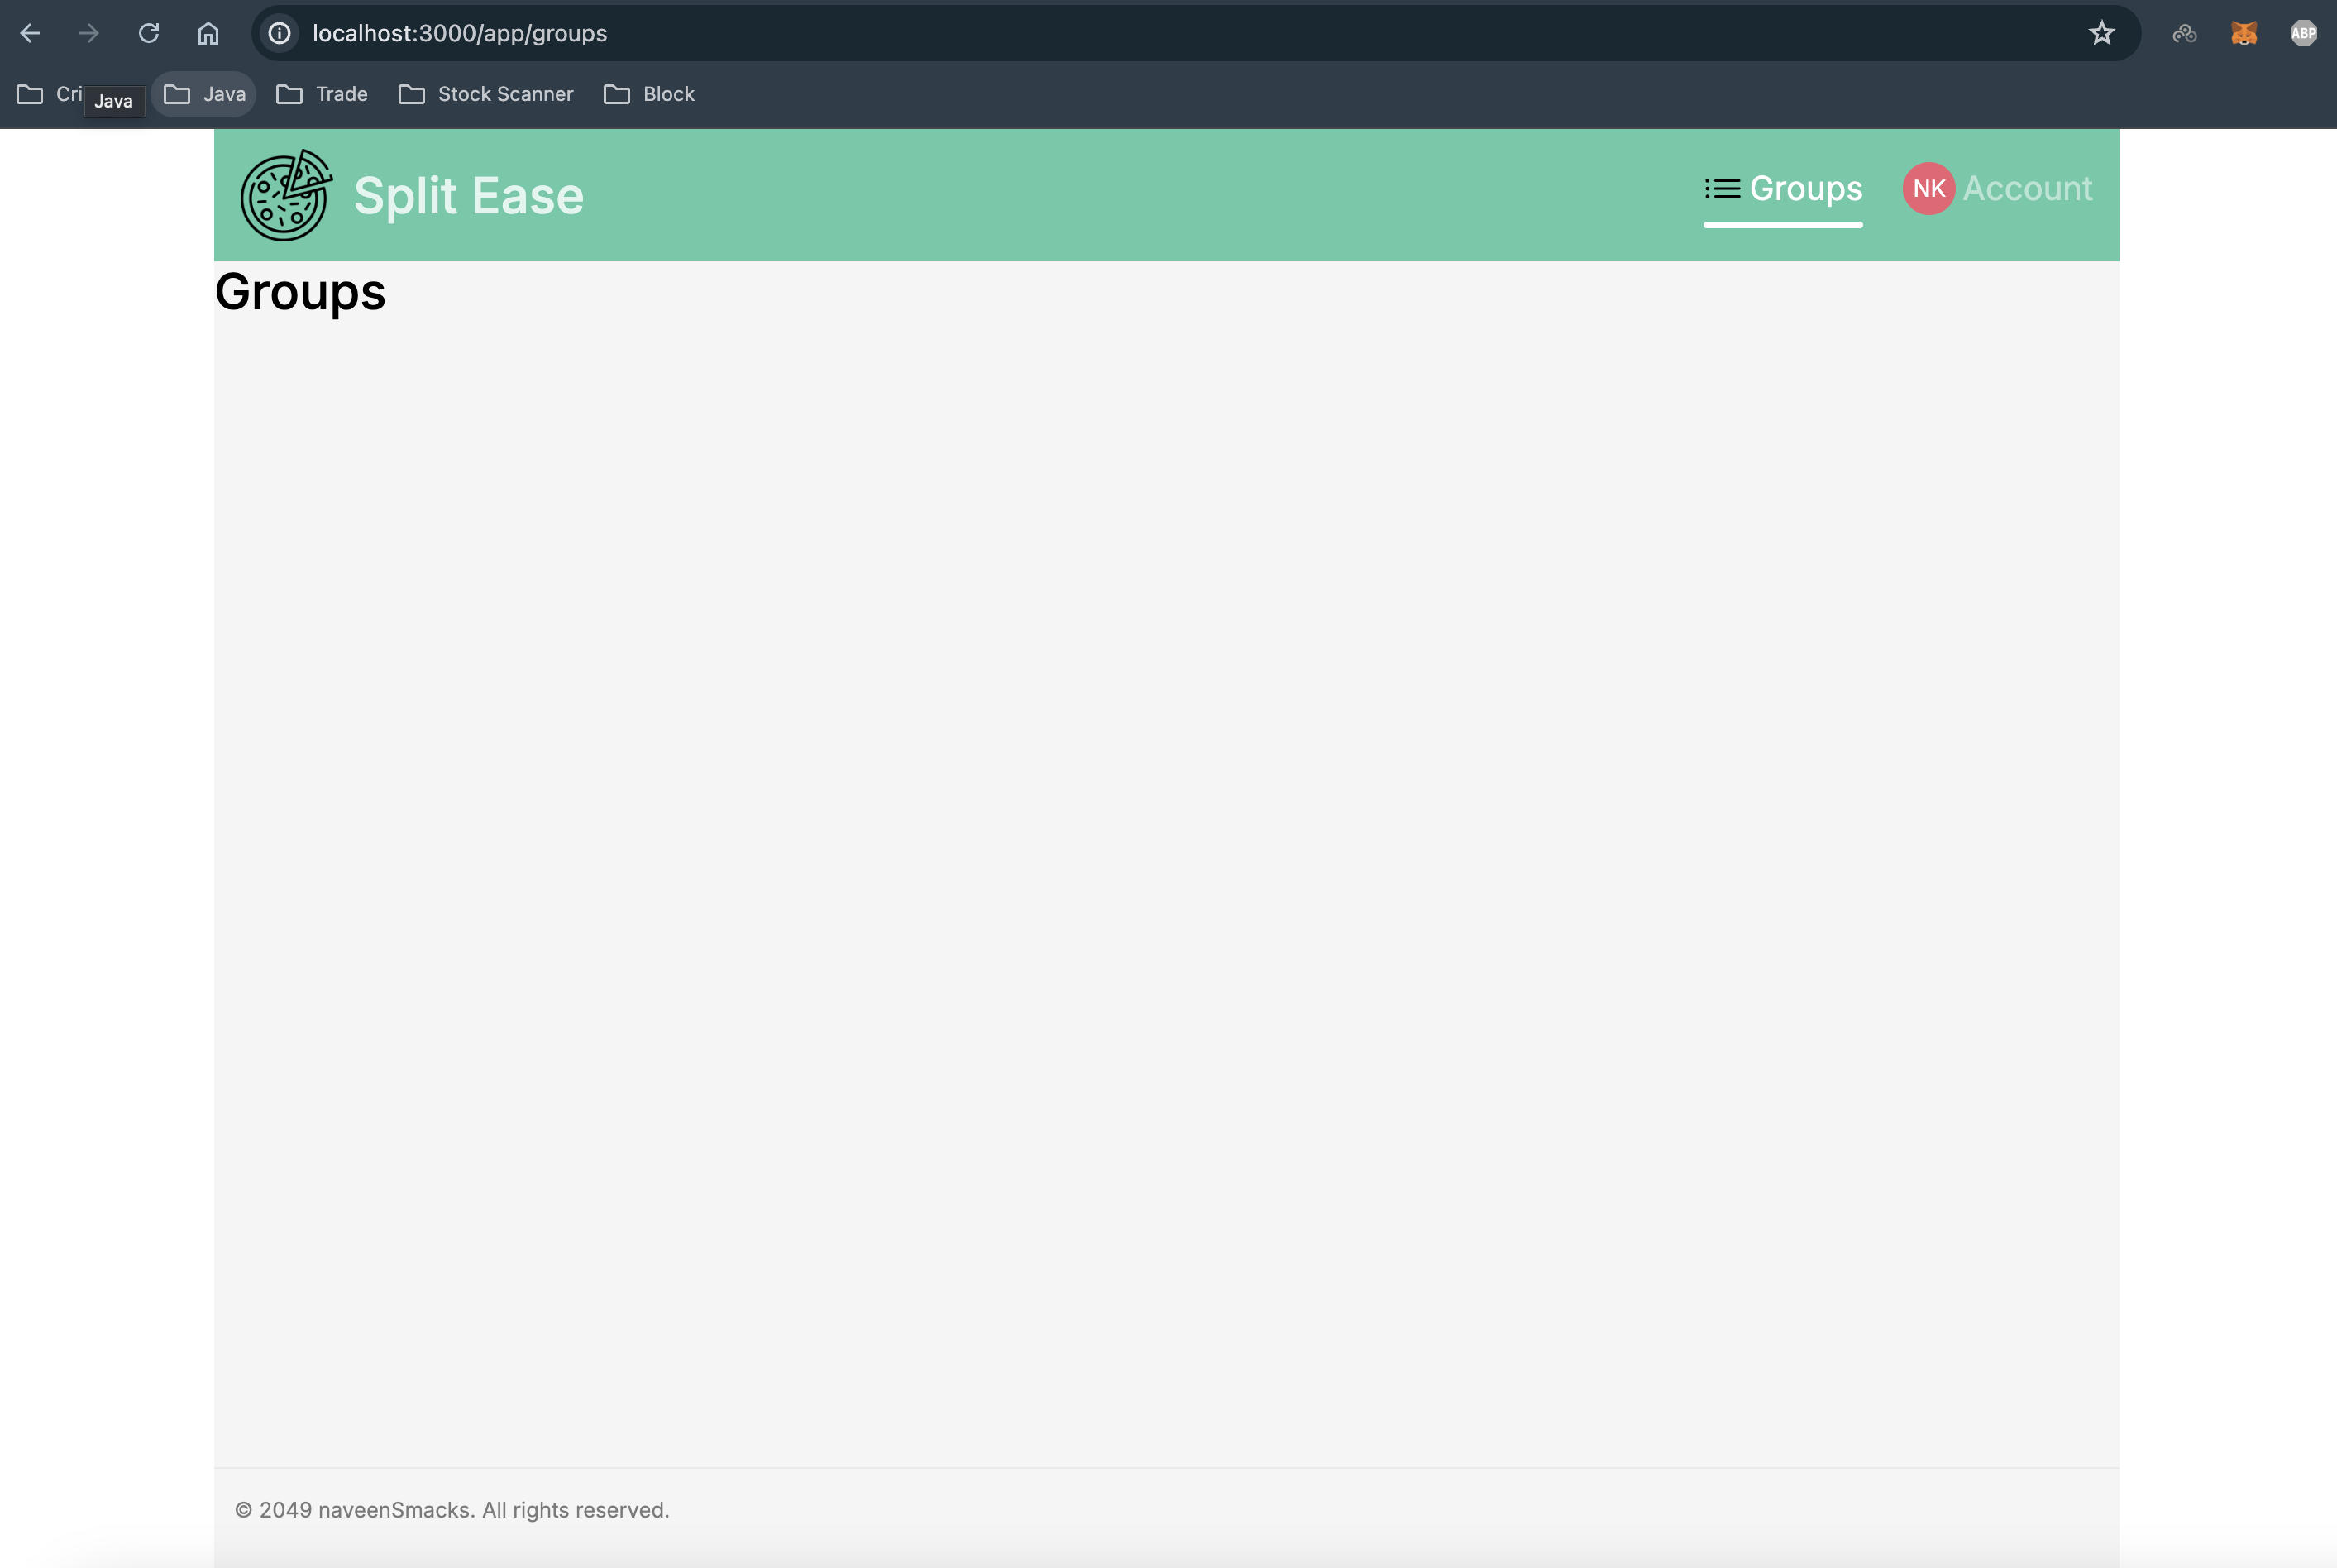 localhost:3000/app/groups
ABP
Cri Java Java Trade Stock Scanner Block
Split Ease
Groups NK Account
Groups
© 2049 naveenSmacks. All rights reserved.